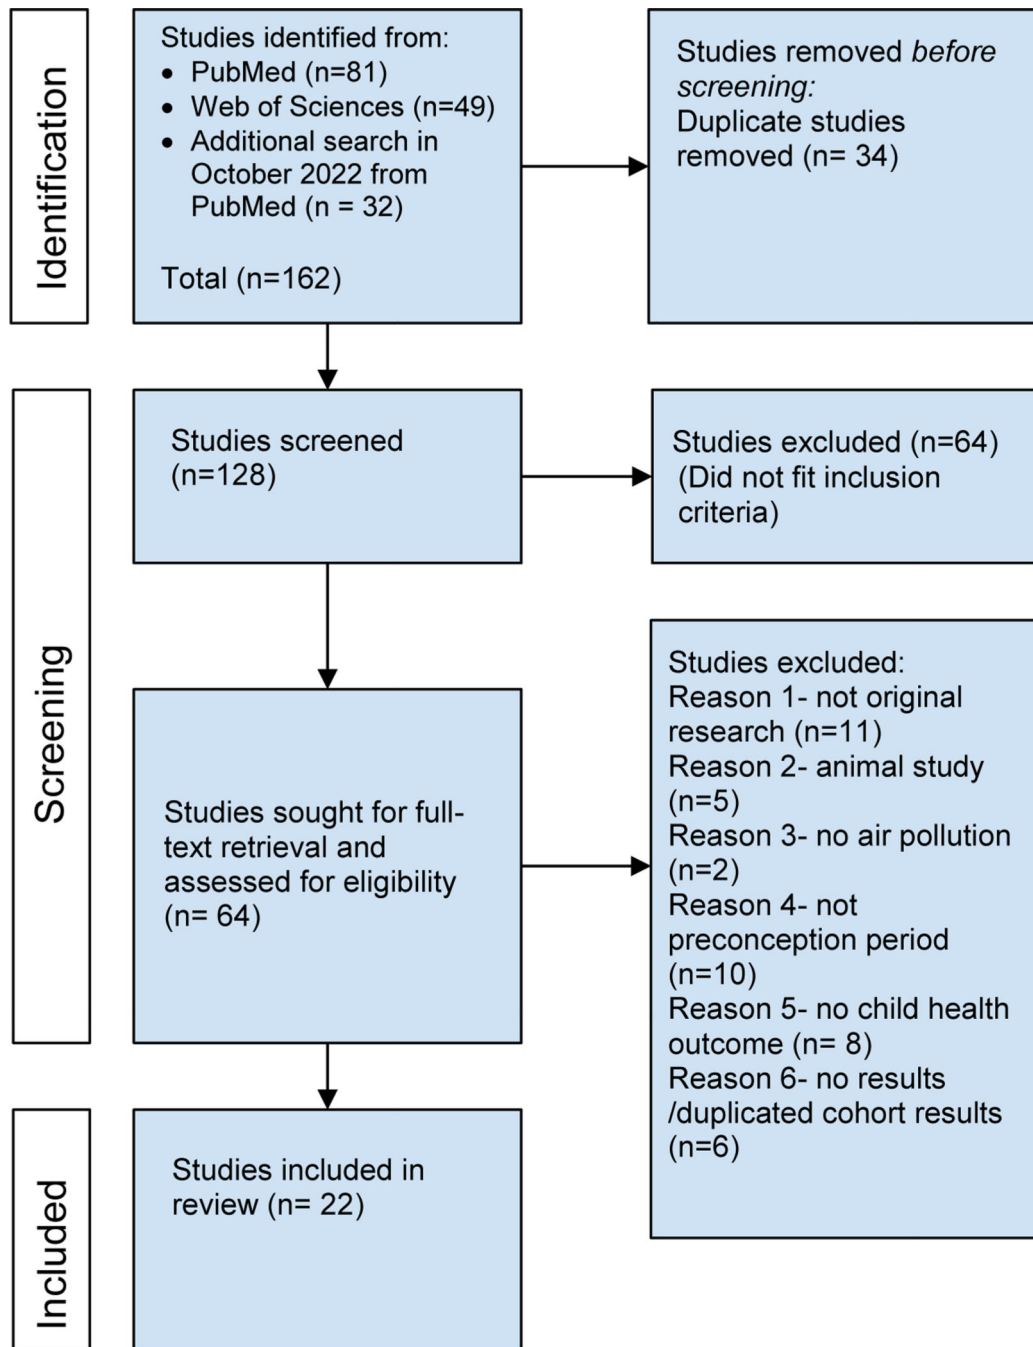 Identification
Studies identified from:
• PubMed (n=81)
• Web of Sciences (n=49)
• Additional search in
October 2022 from
PubMed (n = 32)
Total (n=162)
Studies removed before
screening:
Duplicate studies
removed (n= 34)
Screening
Studies screened
(n=128)
Studies excluded (n=64)
(Did not fit inclusion
criteria)
Studies sought for full-
text retrieval and
assessed for eligibility
(n= 64)
Studies excluded:
Reason 1- not original
research (n=11)
Reason 2- animal study
(n=5)
Reason 3- no air pollution
(n=2)
Reason 4- not
preconception period
(n=10)
Reason 5- no child health
outcome (n= 8)
Reason 6- no results
/duplicated cohort results
(n=6)
Included
Studies included in
review (n= 22)